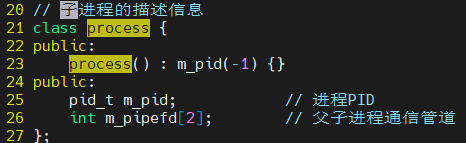 20 // 子进程的描述信息
21 class process {
22 public:
23     process() : m_pid(-1) {}
24 public:
25     pid_t m_pid;            // 进程PID
26     int m_pipefd[2];        // 父子进程通信管道
27 };